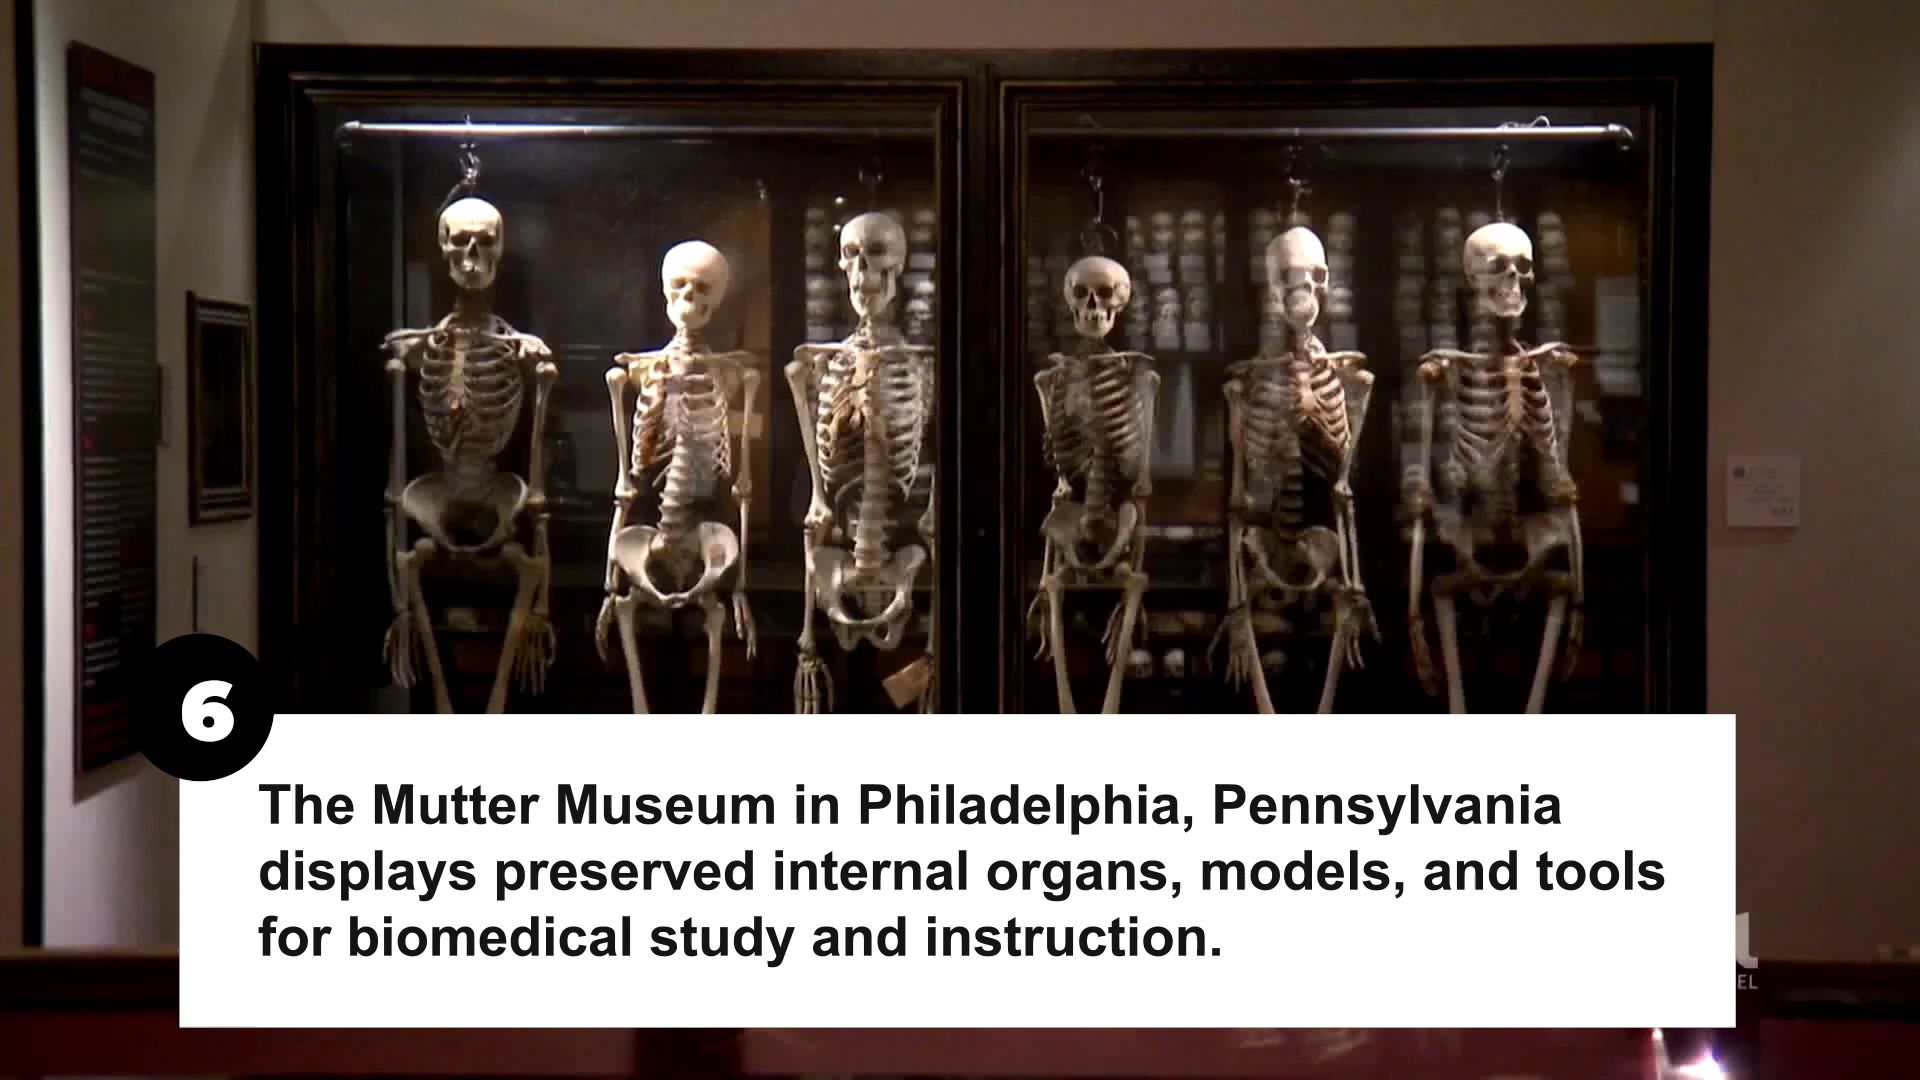 6
The Mutter Museum in Philadelphia, Pennsylvania
displays preserved internal organs, models, and tools
for biomedical study and instruction.
EL